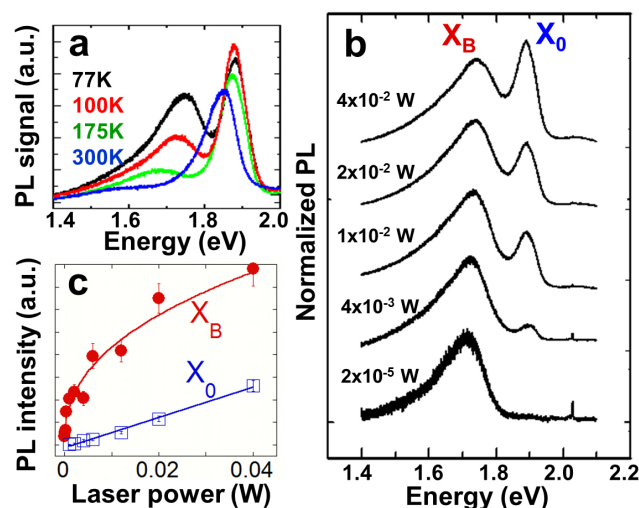 a
77K
100K
175K
300K
PL signal (a.u.)
1.4 1.6 1.8 2.0
Energy (eV)
c
X_B
X_0
PL intensity (a.u.)
0 0.02 0.04
Laser power (W)
b
X_B X_0
4x10⁻² W
2x10⁻² W
1x10⁻² W
4x10⁻³ W
2x10⁻⁵ W
Normalized PL
1.4 1.6 1.8 2.0 2.2
Energy (eV)